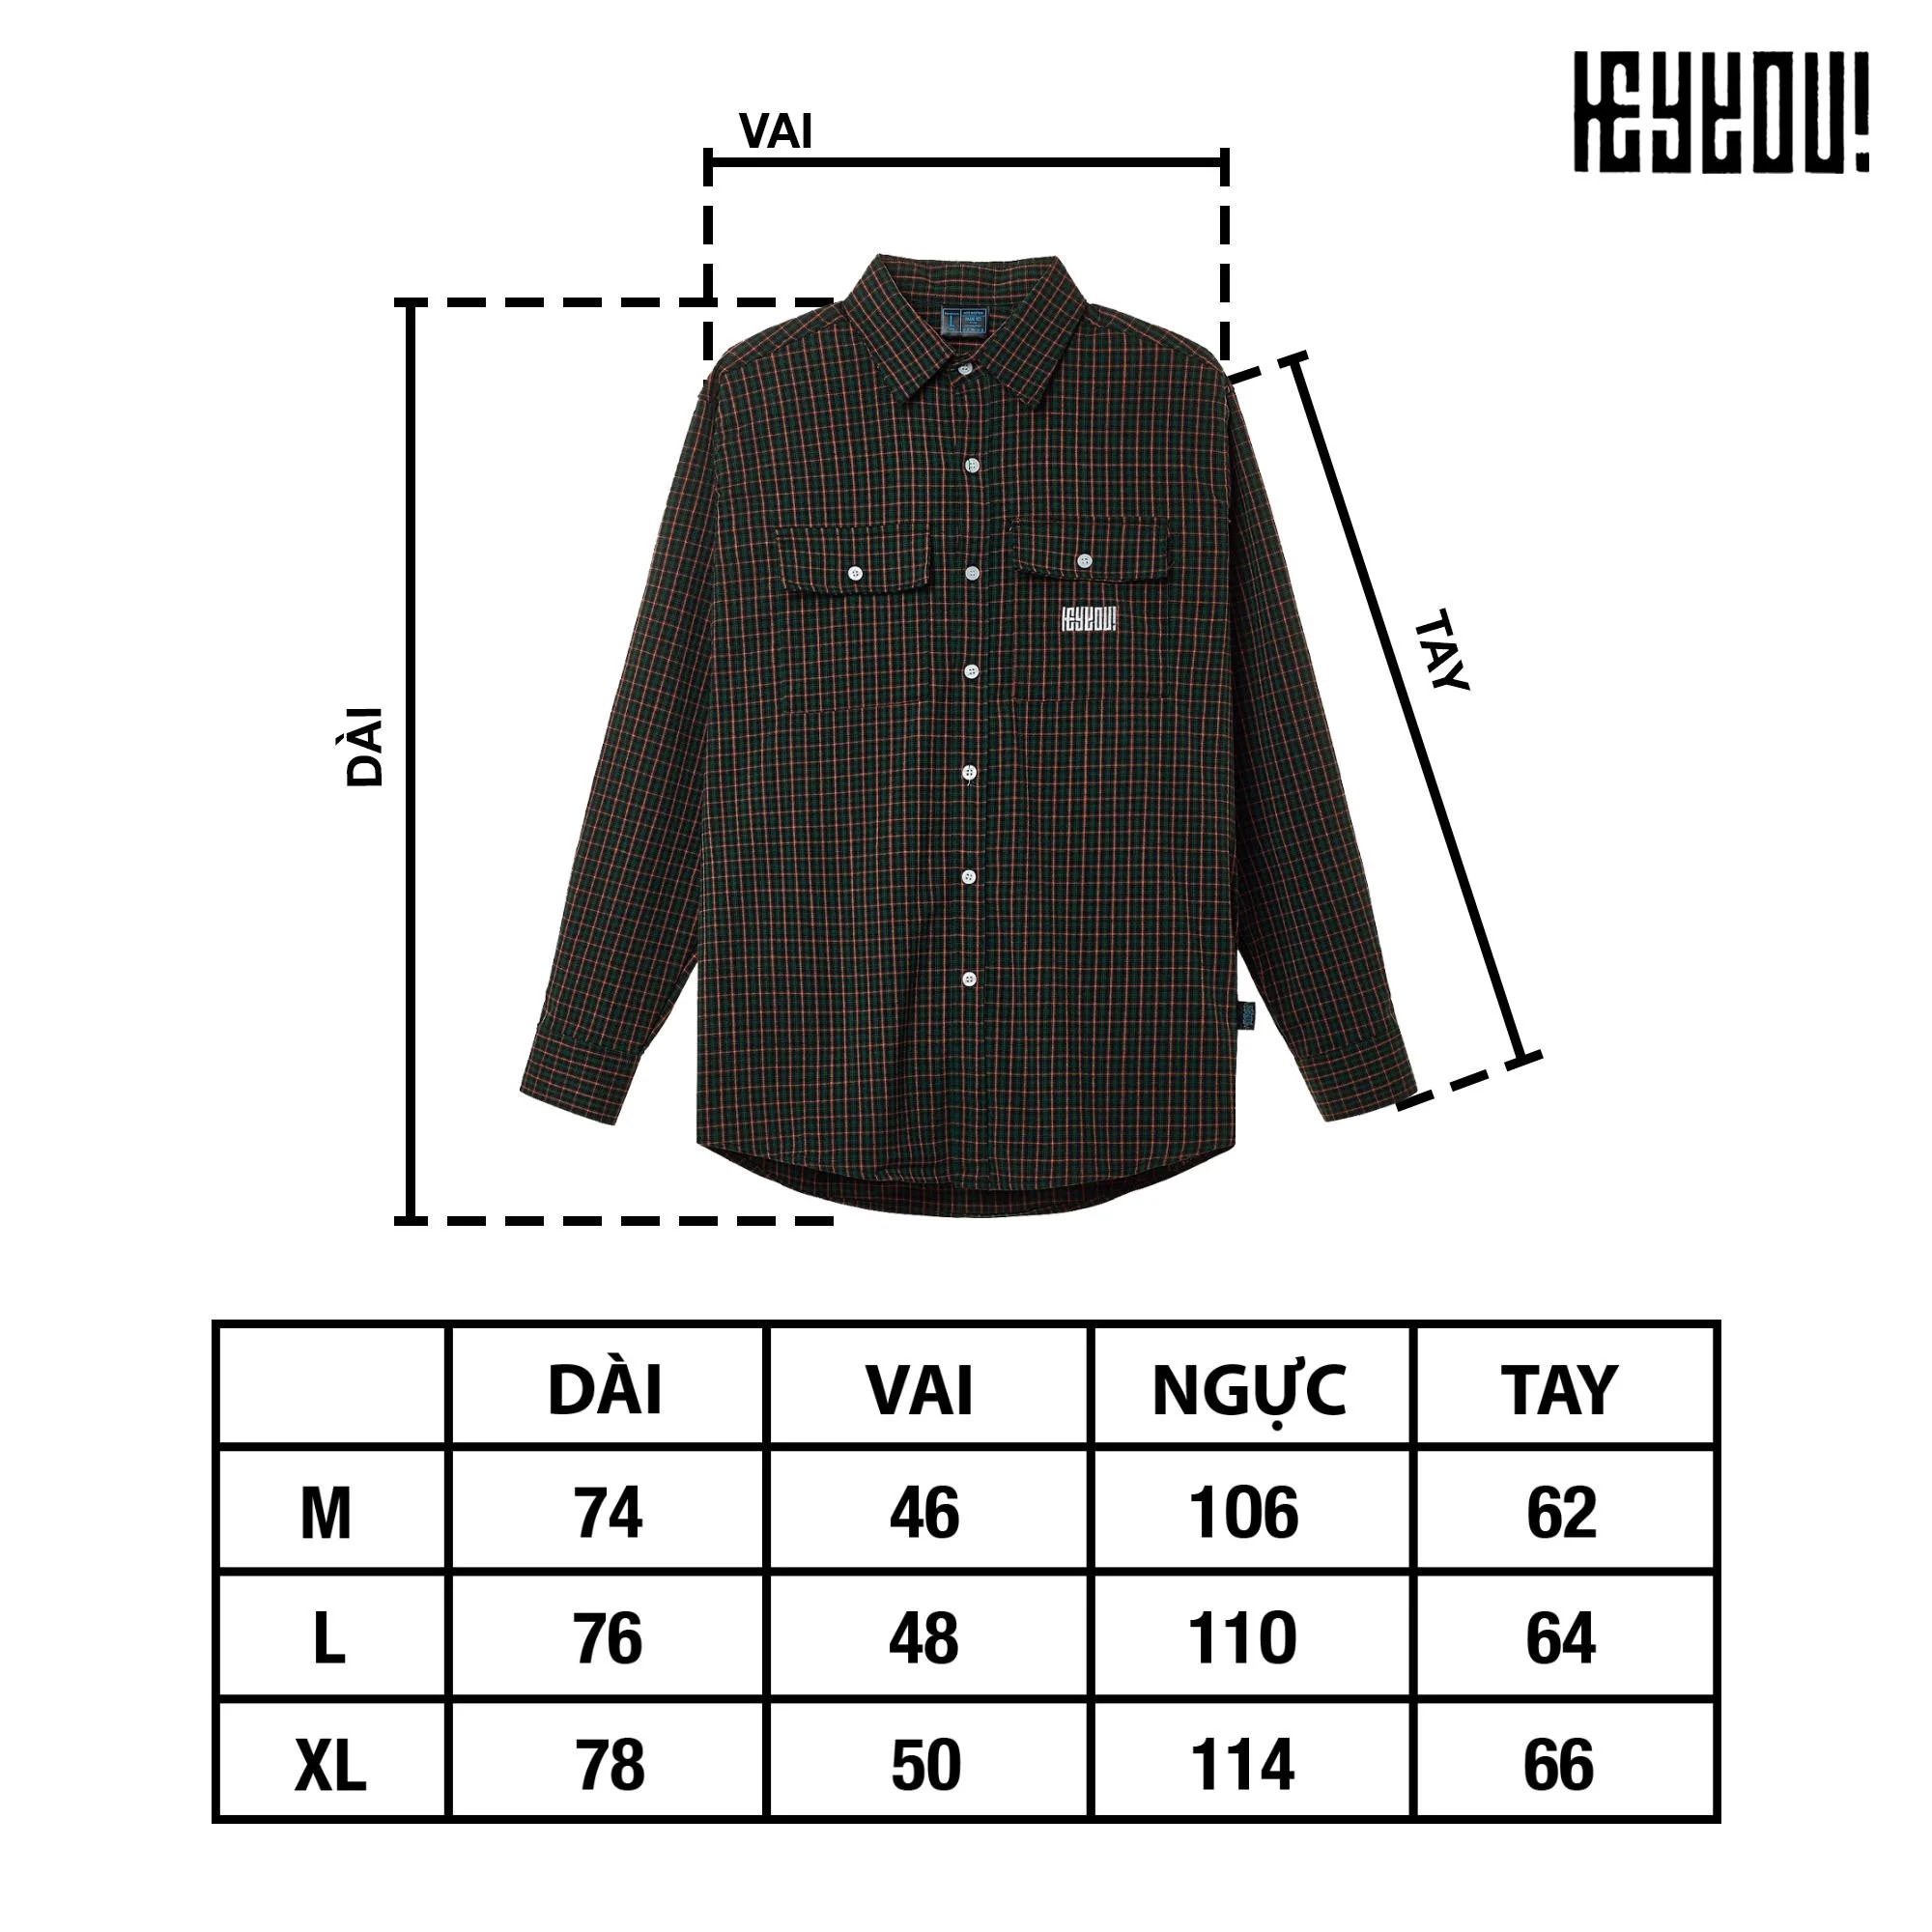 HEYYOU!
VAI
DÀI
TAY
HEYYOU!
DÀI VAI NGỰC TAY
M 74 46 106 62
L 76 48 110 64
XL 78 50 114 66